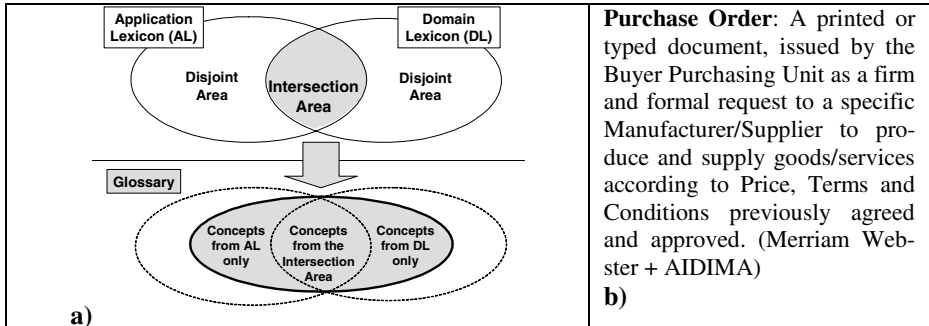 Application
Lexicon (AL)
Domain
Lexicon (DL)
Disjoint
Area
Intersection
Area
Disjoint
Area
Glossary
Concepts
from AL
only
Concepts
from the
Intersection
Area
Concepts
from DL
only
a)
Purchase Order: A printed or
typed document, issued by the
Buyer Purchasing Unit as a firm
and formal request to a specific
Manufacturer/Supplier to pro-
duce and supply goods/services
according to Price, Terms and
Conditions previously agreed
and approved. (Merriam Web-
ster + AIDIMA)
b)